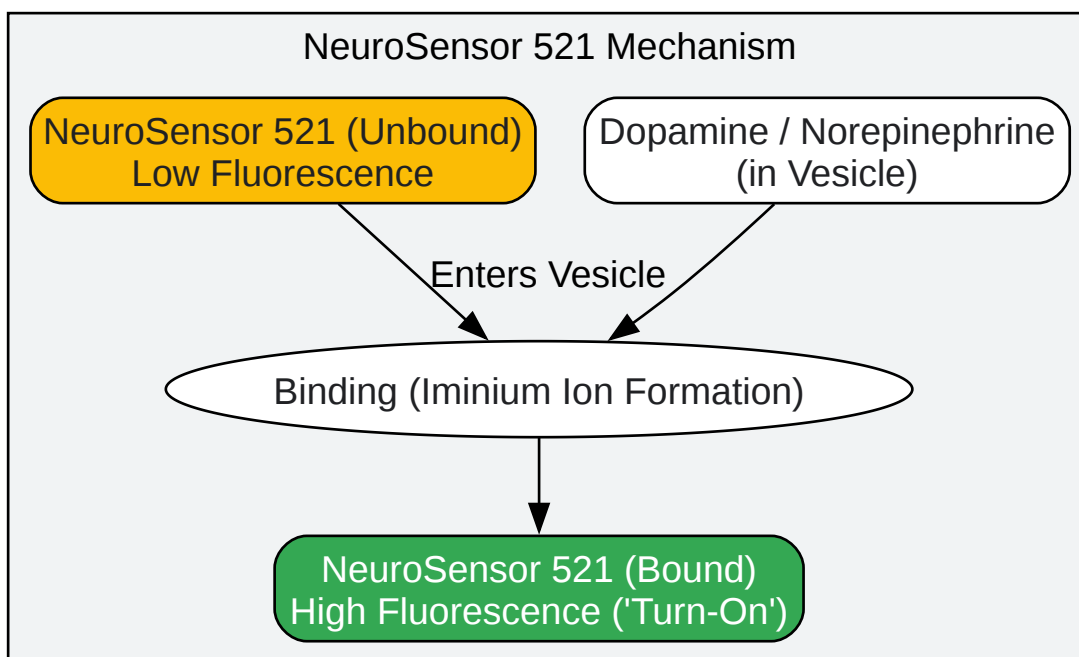 NeuroSensor 521 Mechanism
NeuroSensor 521 (Unbound)
Low Fluorescence
Dopamine / Norepinephrine
(in Vesicle)
Enters Vesicle
Binding (Iminium Ion Formation)
NeuroSensor 521 (Bound)
High Fluorescence ('Turn-On')